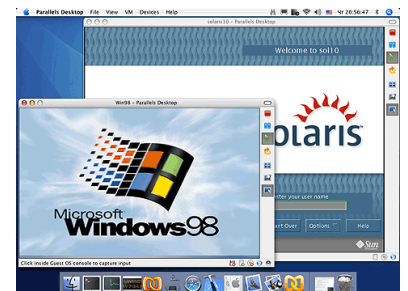 Parallels Desktop File View VM Devices Help
Чт 20:56:47
solaris10 - Parallels Desktop
Welcome to sol10
Win98 - Parallels Desktop
olaris
Microsoft
Windows98
enter your user name
art Over Options Help
Sun
Click inside Guest OS console to capture input